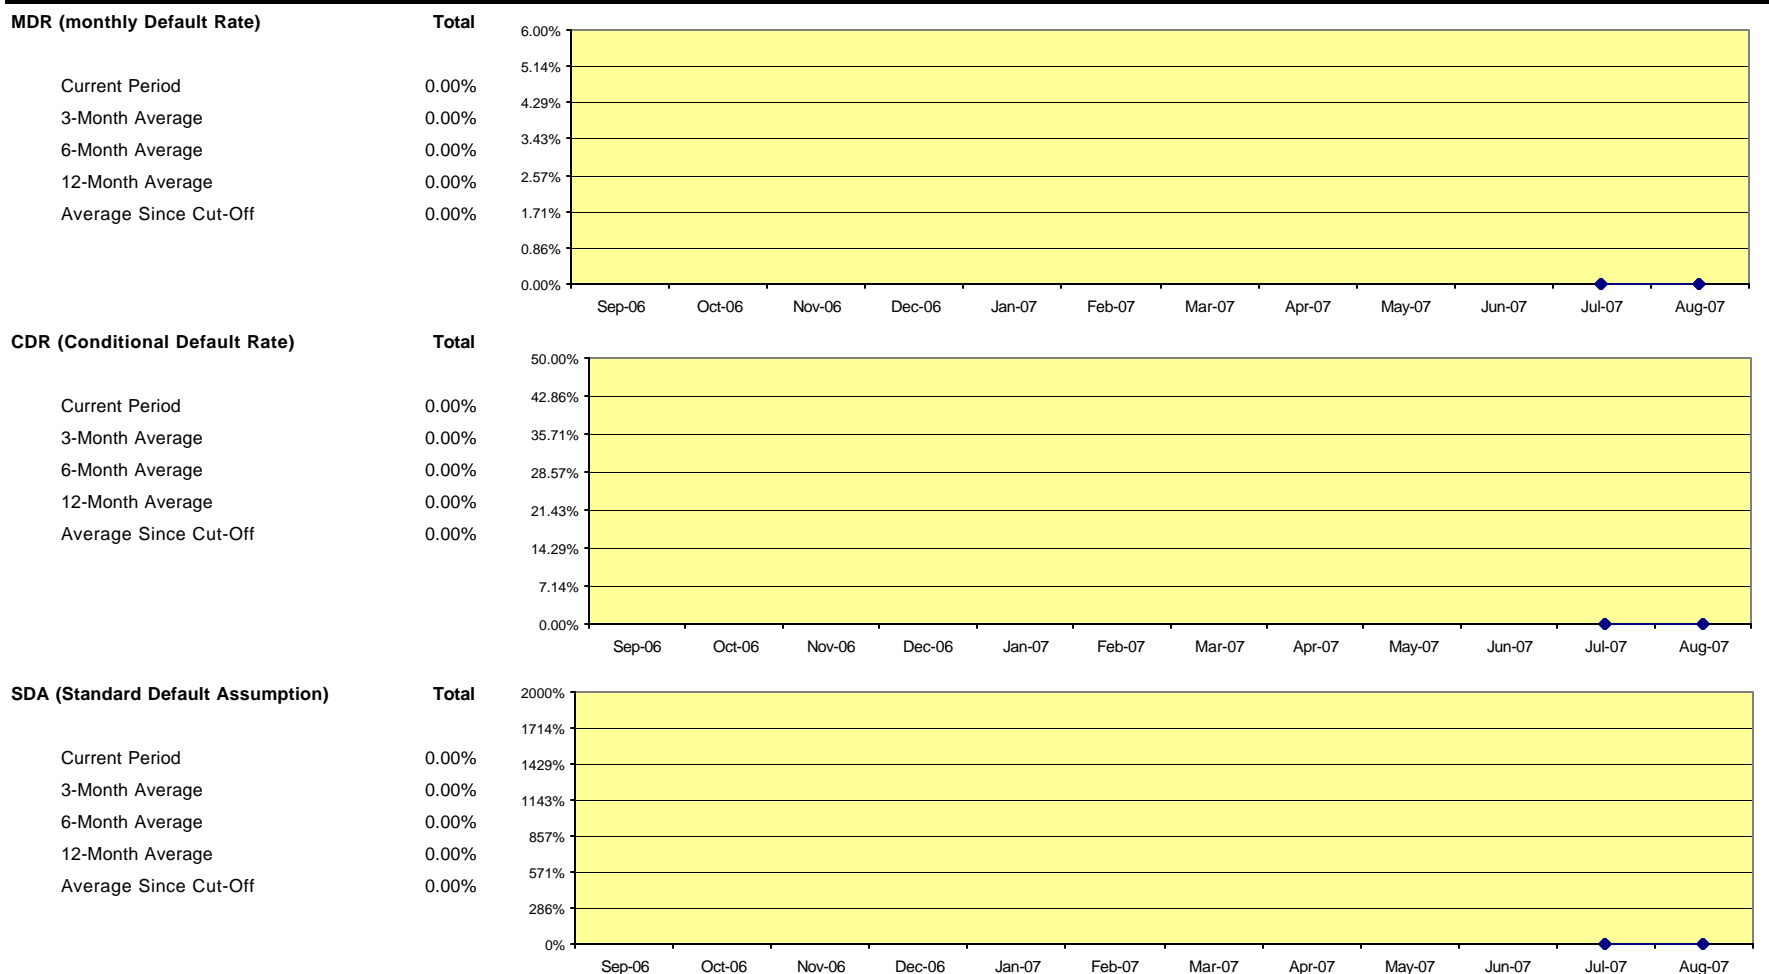 MDR (monthly Default Rate) Total
Current Period 0.00%
3-Month Average 0.00%
6-Month Average 0.00%
12-Month Average 0.00%
Average Since Cut-Off 0.00%
6.00%
5.14%
4.29%
3.43%
2.57%
1.71%
0.86%
0.00%
Sep-06 Oct-06 Nov-06 Dec-06 Jan-07 Feb-07 Mar-07 Apr-07 May-07 Jun-07 Jul-07 Aug-07
CDR (Conditional Default Rate) Total
Current Period 0.00%
3-Month Average 0.00%
6-Month Average 0.00%
12-Month Average 0.00%
Average Since Cut-Off 0.00%
50.00%
42.86%
35.71%
28.57%
21.43%
14.29%
7.14%
0.00%
Sep-06 Oct-06 Nov-06 Dec-06 Jan-07 Feb-07 Mar-07 Apr-07 May-07 Jun-07 Jul-07 Aug-07
SDA (Standard Default Assumption) Total
Current Period 0.00%
3-Month Average 0.00%
6-Month Average 0.00%
12-Month Average 0.00%
Average Since Cut-Off 0.00%
2000%
1714%
1429%
1143%
857%
571%
286%
0%
Sep-06 Oct-06 Nov-06 Dec-06 Jan-07 Feb-07 Mar-07 Apr-07 May-07 Jun-07 Jul-07 Aug-07